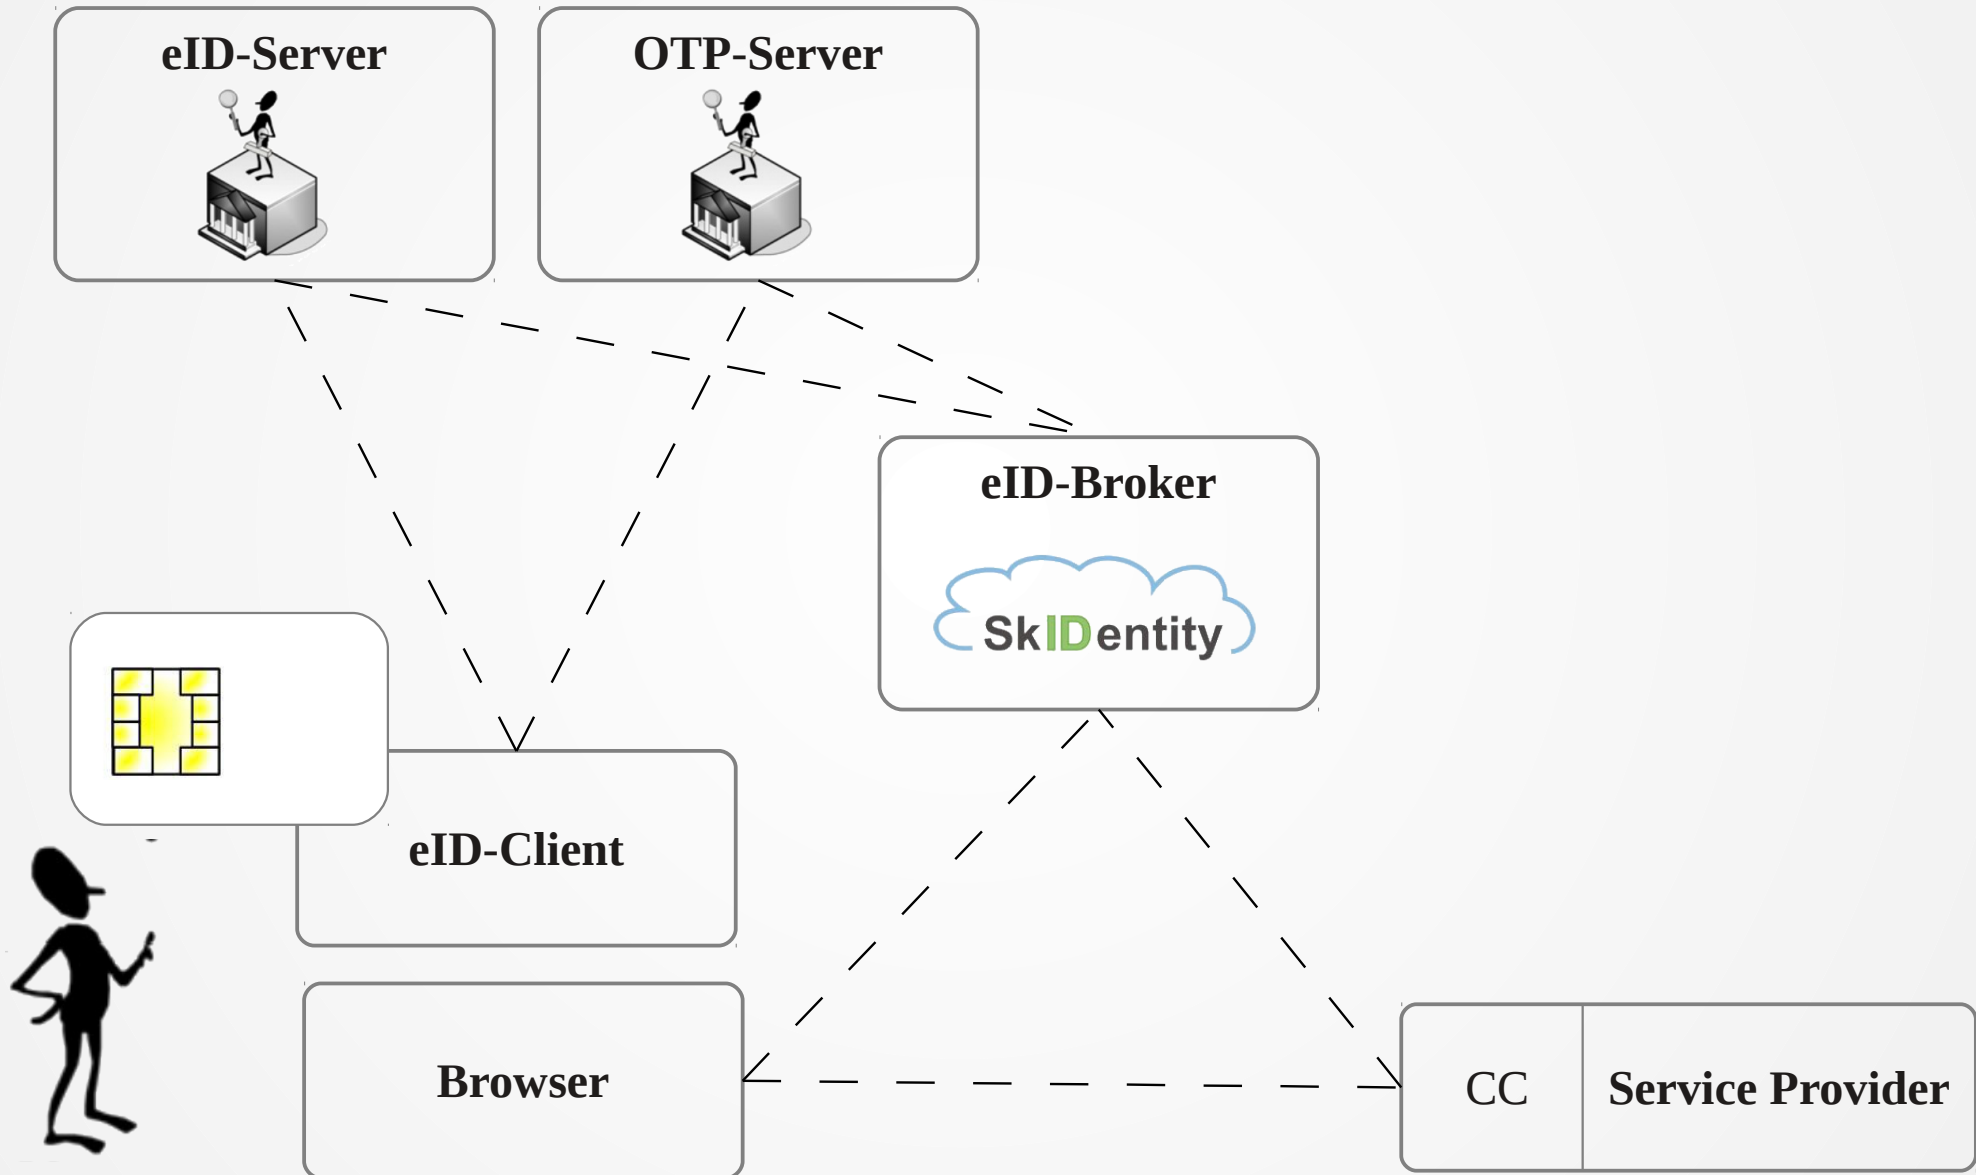 eID-Server
OTP-Server
eID-Broker
SkIDentity
eID-Client
Browser
CC
Service Provider